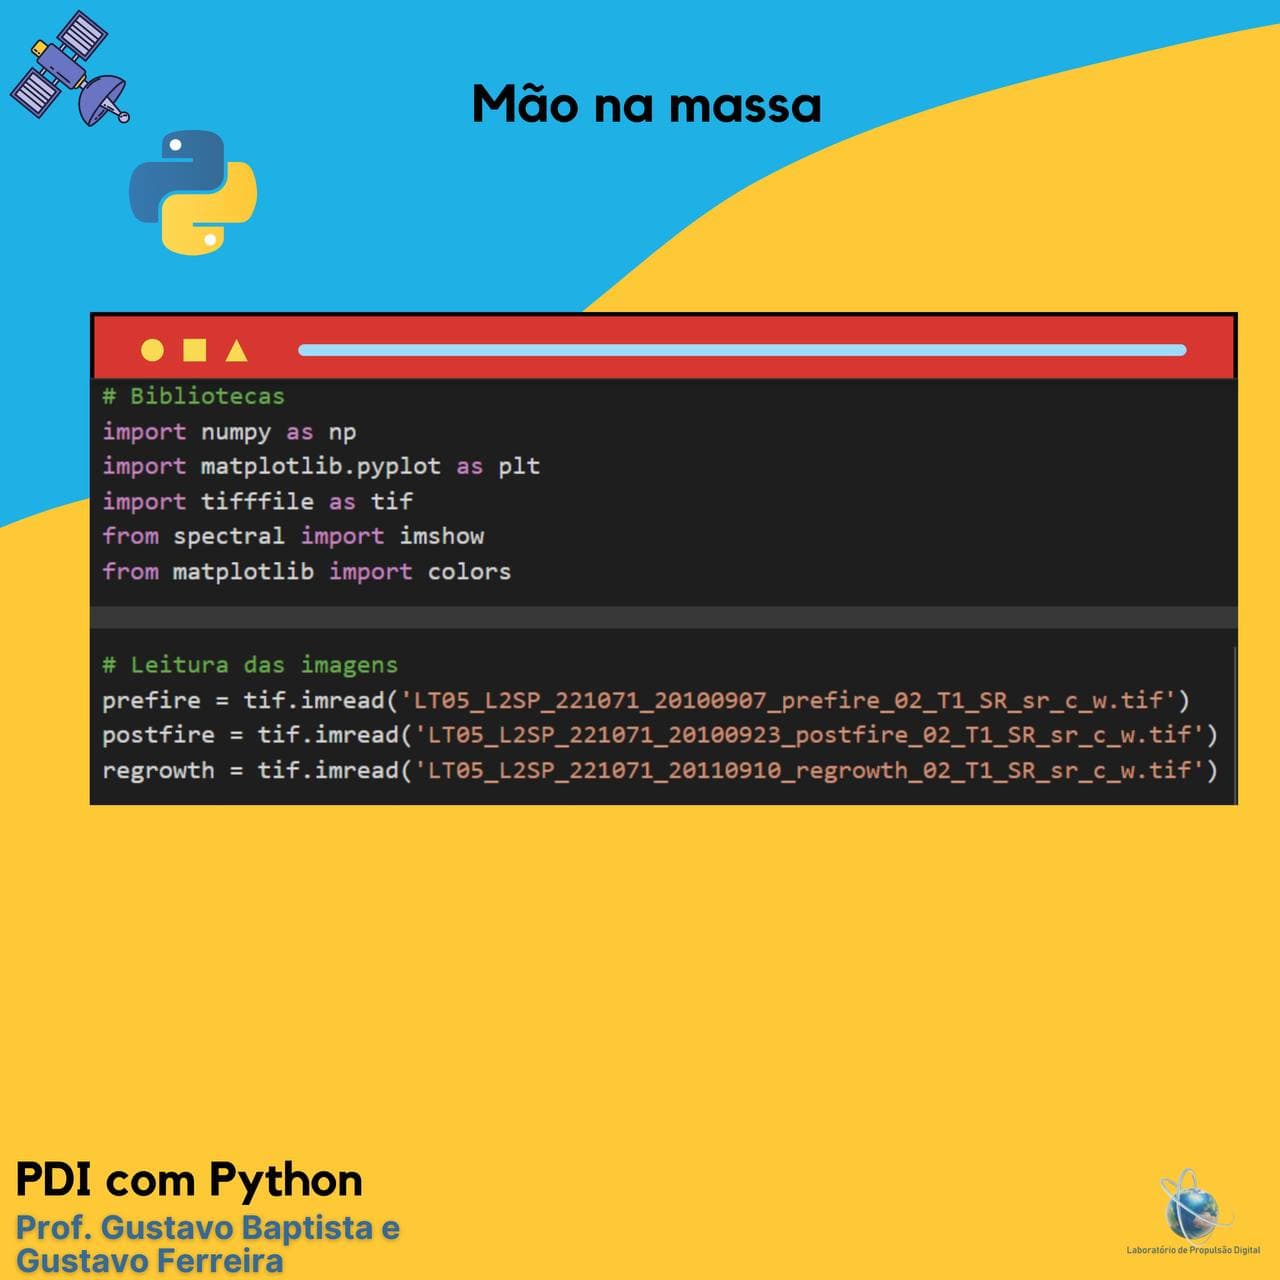 Mão na massa
# Bibliotecas
import numpy as np
import matplotlib.pyplot as plt
import tifffile as tif
from spectral import imshow
from matplotlib import colors
# Leitura das imagens
prefire = tif.imread('LT05_L2SP_221071_20100907_prefire_02_T1_SR_sr_c_w.tif')
postfire = tif.imread('LT05_L2SP_221071_20100923_postfire_02_T1_SR_sr_c_w.tif')
regrowth = tif.imread('LT05_L2SP_221071_20110910_regrowth_02_T1_SR_sr_c_w.tif')
PDI com Python
Prof. Gustavo Baptista e
Gustavo Ferreira
Laboratório de Propulsão Digital